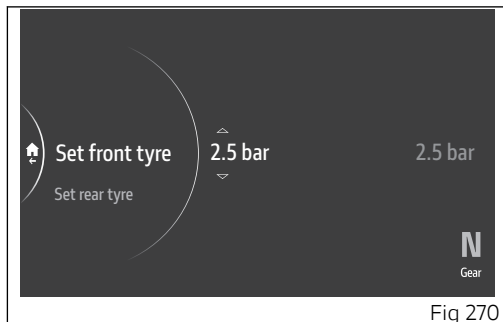 Set front tyre 2.5 bar 2.5 bar
Set rear tyre
N
Gear
Fig 270